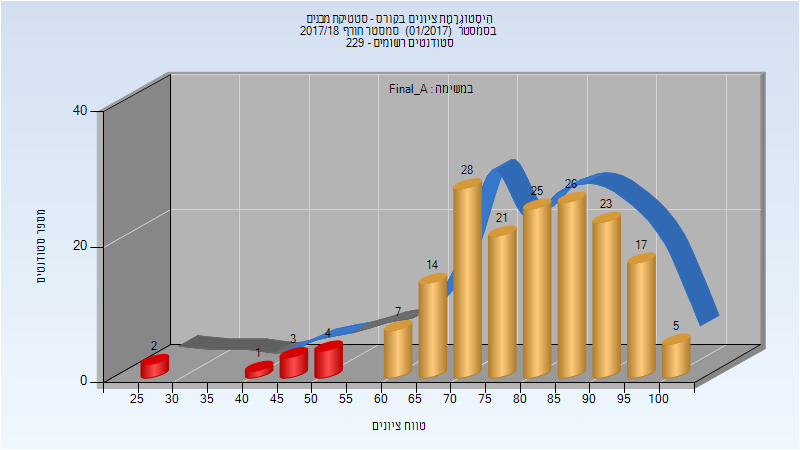 היסטוגרמת ציונים בקורס - סטטיקת מבנים
בסמסטר (01/2017) סמסטר חורף 2017/18
סטודנטים רשומים - 229
במשימה : Final_A
מספר סטודנטים
40
20
0
2
1
3
4
7
14
28
21
25
26
23
17
5
25 30 35 40 45 50 55 60 65 70 75 80 85 90 95 100
טווח ציונים